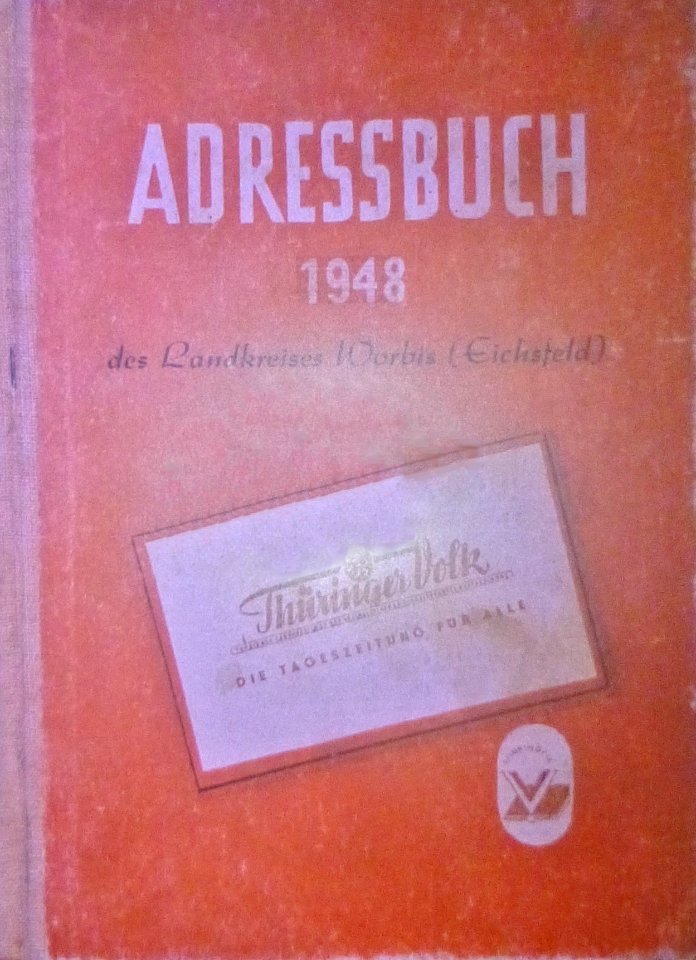 ADRESSBUCH
1948
des Landkreises Worbis (Eichsfeld)
Thüringer Volk
DIE TAGESZEITUNG FÜR ALLE
V